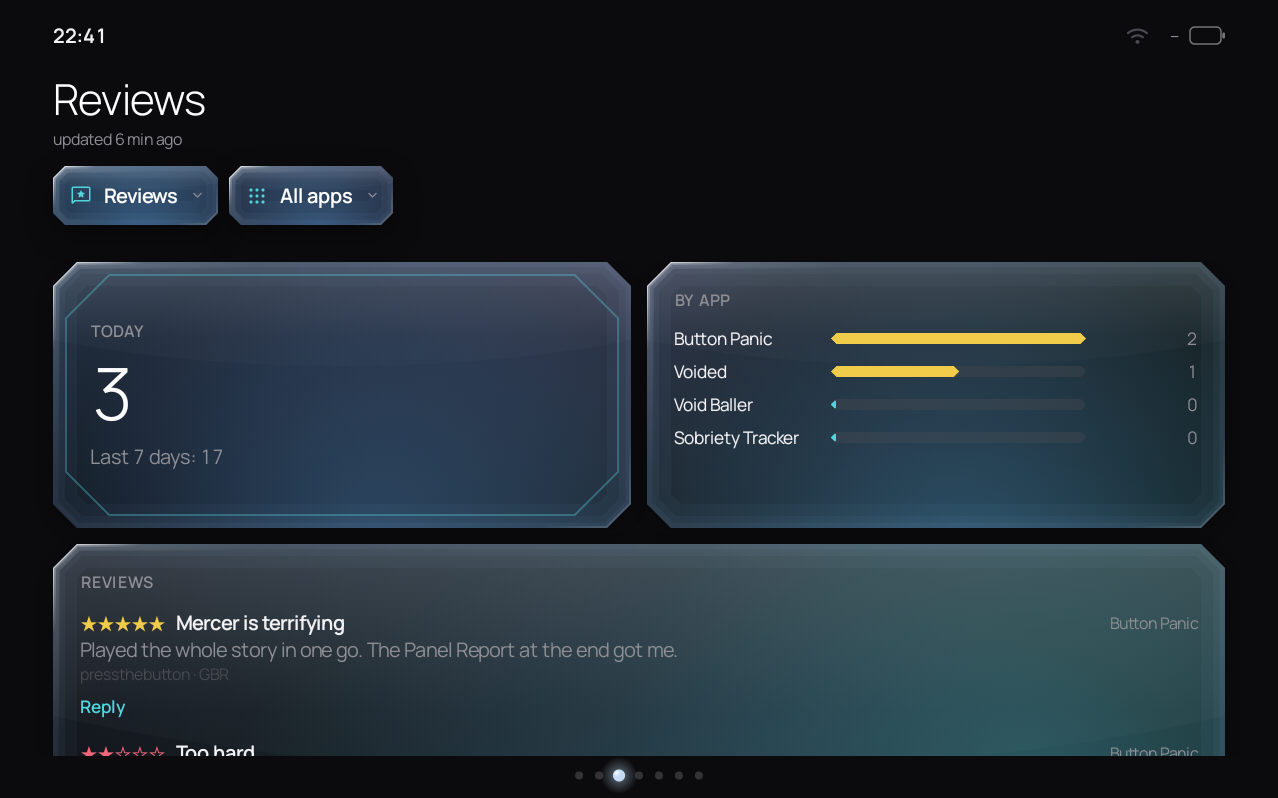 22:41
–
Reviews
updated 6 min ago
Reviews
All apps
TODAY
3
Last 7 days: 17
BY APP
Button Panic 2
Voided 1
Void Baller 0
Sobriety Tracker 0
REVIEWS
★★★★★ Mercer is terrifying Button Panic
Played the whole story in one go. The Panel Report at the end got me.
pressthebutton · GBR
Reply
★★☆☆☆ Too hard Button Panic